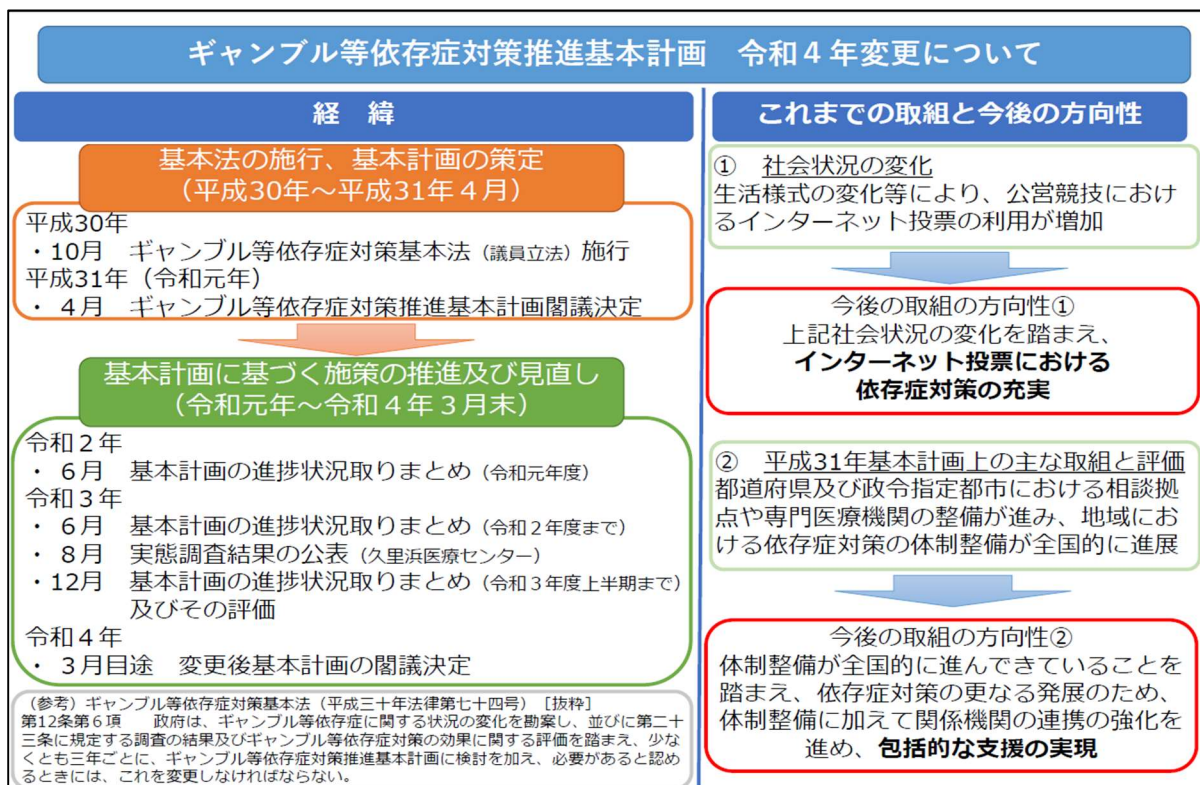 ギャンブル等依存症対策推進基本計画　令和４年変更について
経　緯
基本法の施行、基本計画の策定
（平成30年～平成31年４月）
平成30年
・10月　ギャンブル等依存症対策基本法（議員立法）施行
平成31年（令和元年）
・４月　ギャンブル等依存症対策推進基本計画閣議決定
基本計画に基づく施策の推進及び見直し
（令和元年～令和４年３月末）
令和２年
・６月　基本計画の進捗状況取りまとめ（令和元年度）
令和３年
・６月　基本計画の進捗状況取りまとめ（令和２年度まで）
・８月　実態調査結果の公表（久里浜医療センター）
・12月　基本計画の進捗状況取りまとめ（令和３年度上半期まで）
及びその評価
令和４年
・３月目途　変更後基本計画の閣議決定
（参考）ギャンブル等依存症対策基本法（平成三十年法律第七十四号）［抜粋］
第12条第６項　　政府は、ギャンブル等依存症に関する状況の変化を勘案し、並びに第二十
三条に規定する調査の結果及びギャンブル等依存症対策の効果に関する評価を踏まえ、少な
くとも三年ごとに、ギャンブル等依存症対策推進基本計画に検討を加え、必要があると認め
るときには、これを変更しなければならない。
これまでの取組と今後の方向性
①　社会状況の変化
生活様式の変化等により、公営競技にお
けるインターネット投票の利用が増加
今後の取組の方向性①
上記社会状況の変化を踏まえ、
インターネット投票における
依存症対策の充実
②　平成31年基本計画上の主な取組と評価
都道府県及び政令指定都市における相談拠
点や専門医療機関の整備が進み、地域にお
ける依存症対策の体制整備が全国的に進展
今後の取組の方向性②
体制整備が全国的に進んできていることを
踏まえ、依存症対策の更なる発展のため、
体制整備に加えて関係機関の連携の強化を
進め、包括的な支援の実現